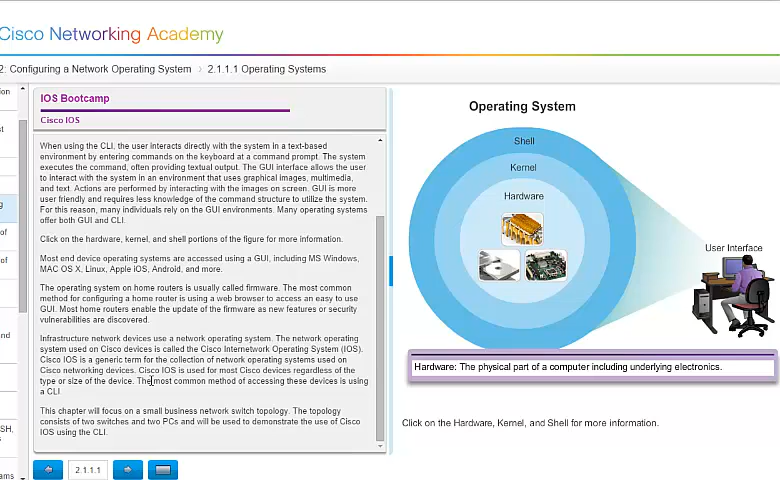 Cisco Networking Academy
2: Configuring a Network Operating System › 2.1.1.1 Operating Systems
IOS Bootcamp
Cisco IOS
When using the CLI, the user interacts directly with the system in a text-based
environment by entering commands on the keyboard at a command prompt. The system
executes the command, often providing textual output. The GUI interface allows the user
to interact with the system in an environment that uses graphical images, multimedia,
and text. Actions are performed by interacting with the images on screen. GUI is more
user friendly and requires less knowledge of the command structure to utilize the system.
For this reason, many individuals rely on the GUI environments. Many operating systems
offer both GUI and CLI.
Click on the hardware, kernel, and shell portions of the figure for more information.
Most end device operating systems are accessed using a GUI, including MS Windows,
MAC OS X, Linux, Apple iOS, Android, and more.
The operating system on home routers is usually called firmware. The most common
method for configuring a home router is using a web browser to access an easy to use
GUI. Most home routers enable the update of the firmware as new features or security
vulnerabilities are discovered.
Infrastructure network devices use a network operating system. The network operating
system used on Cisco devices is called the Cisco Internetwork Operating System (IOS).
Cisco IOS is a generic term for the collection of network operating systems used on
Cisco networking devices. Cisco IOS is used for most Cisco devices regardless of the
type or size of the device. The most common method of accessing these devices is using
a CLI.
This chapter will focus on a small business network switch topology. The topology
consists of two switches and two PCs and will be used to demonstrate the use of Cisco
IOS using the CLI.
2.1.1.1
Operating System
Shell
Kernel
Hardware
User Interface
Hardware: The physical part of a computer including underlying electronics.
Click on the Hardware, Kernel, and Shell for more information.
on
st
g
of
of
nd
SH,
s
ams